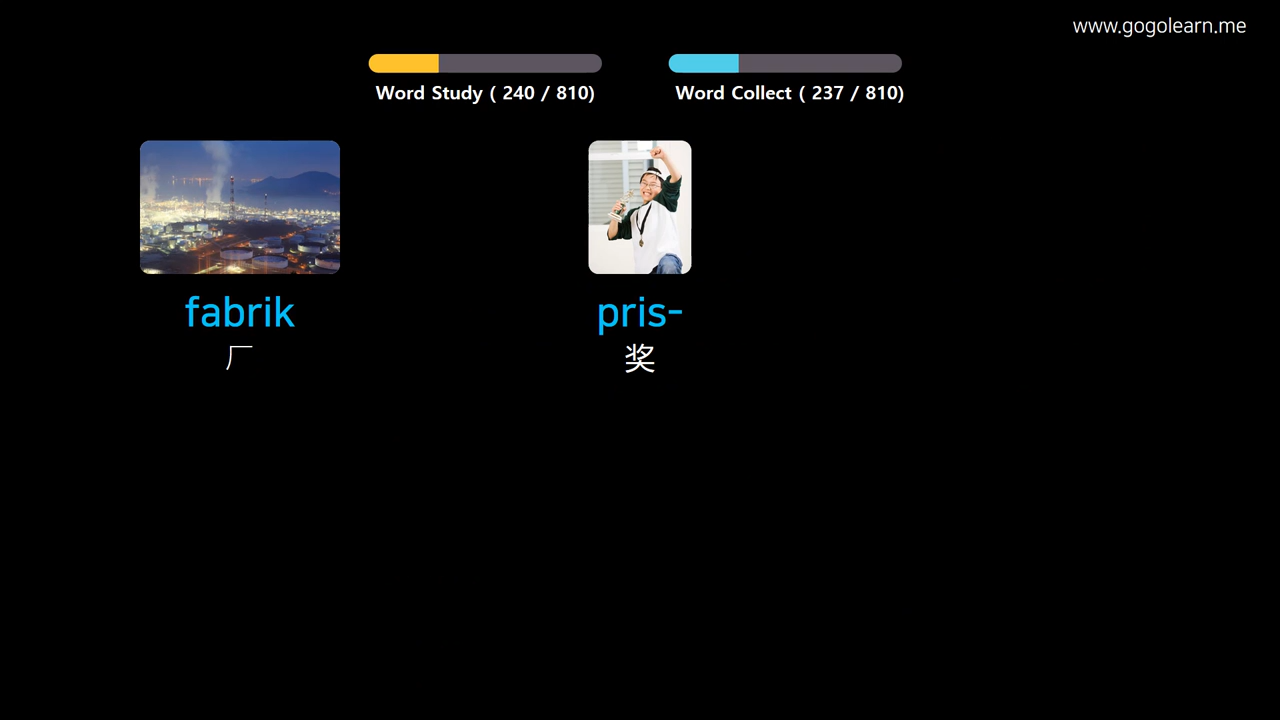 www.gogolearn.me
Word Study ( 240 / 810)
Word Collect ( 237 / 810)
fabrik
厂
pris-
奖